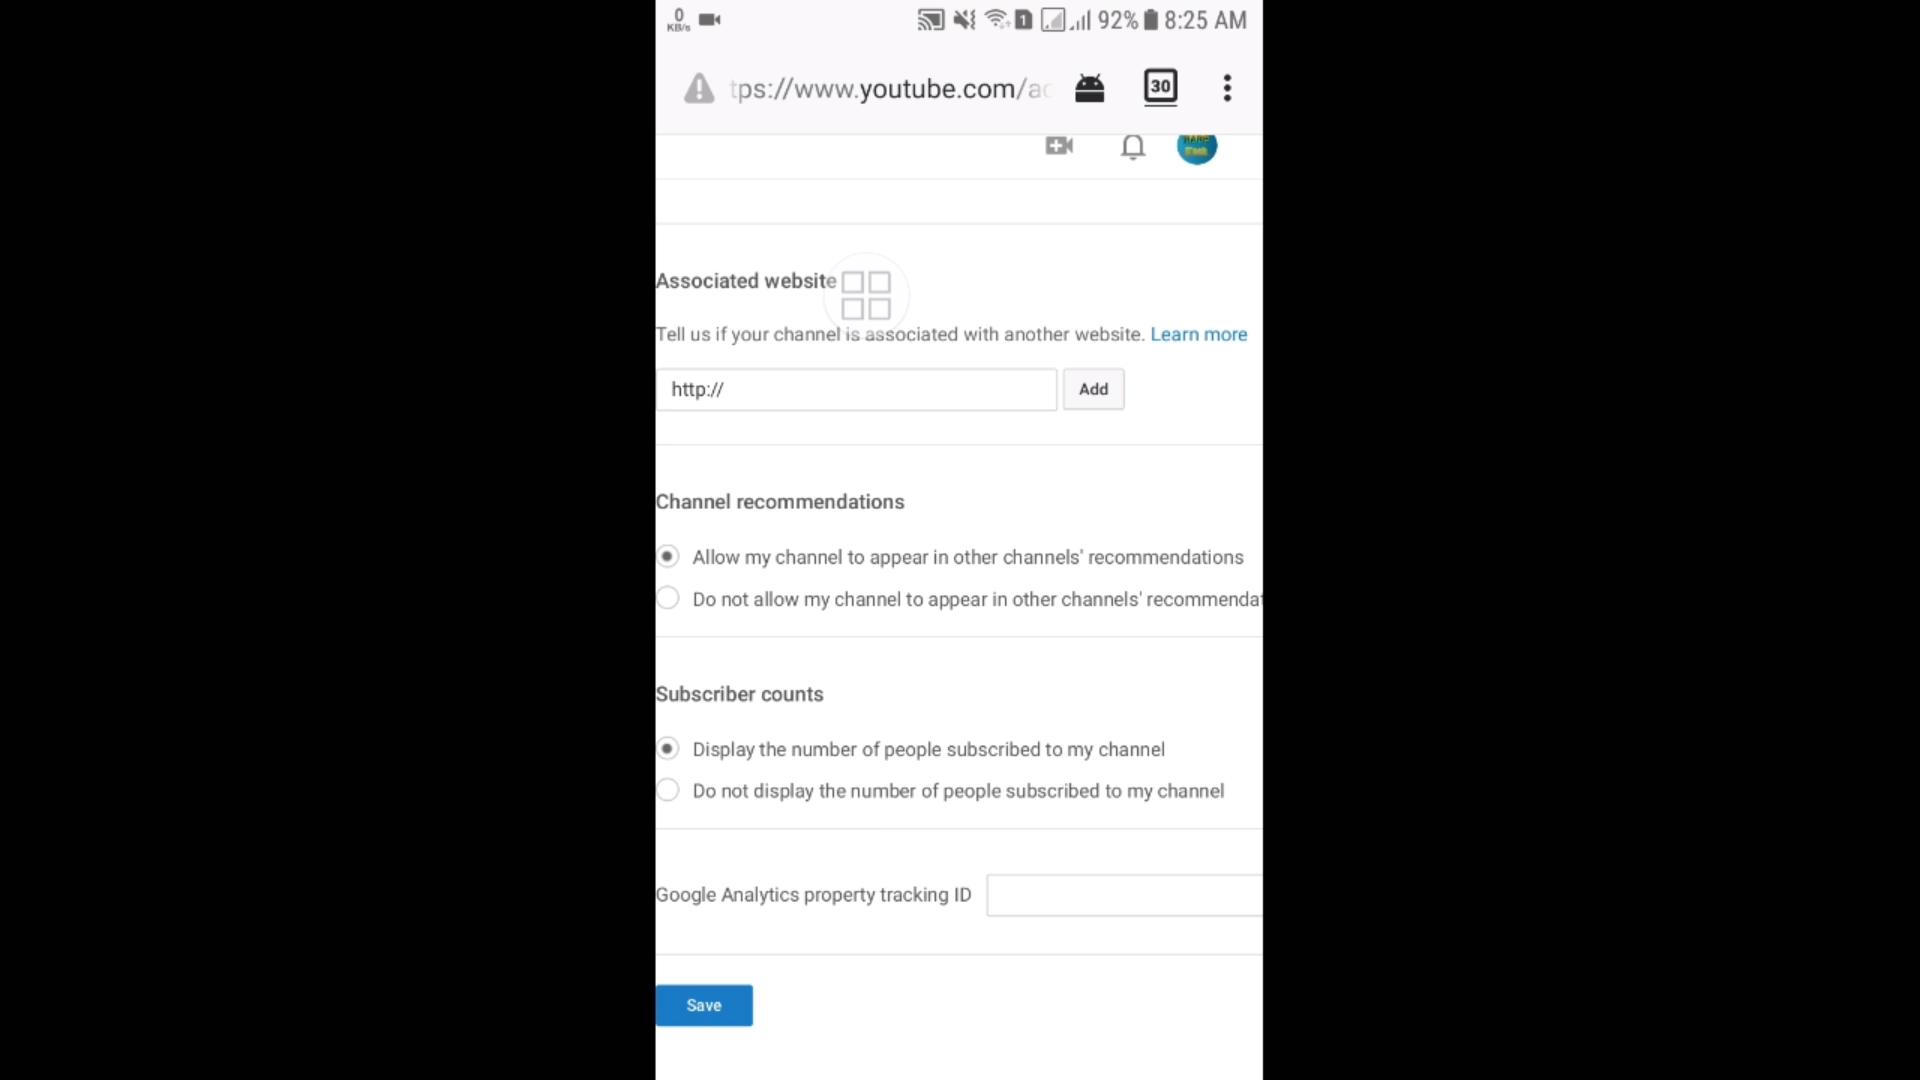 0
KB/s
1
92%
8:25 AM
tps://www.youtube.com/ac
30
Associated website
Tell us if your channel is associated with another website. Learn more
http://
Add
Channel recommendations
Allow my channel to appear in other channels' recommendations
Do not allow my channel to appear in other channels' recommendat
Subscriber counts
Display the number of people subscribed to my channel
Do not display the number of people subscribed to my channel
Google Analytics property tracking ID
Save